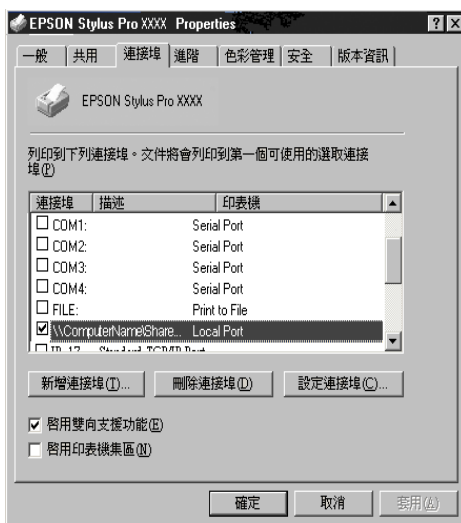 EPSON Stylus Pro XXXX Properties
一般 共用 連接埠 進階 色彩管理 安全 版本資訊
EPSON Stylus Pro XXXX
列印到下列連接埠。文件將會列印到第一個可使用的選取連接
埠(P)
連接埠 描述 印表機
COM1: Serial Port
COM2: Serial Port
COM3: Serial Port
COM4: Serial Port
FILE: Print to File
\\ComputerName\Share... Local Port
Standard TCP/IP Port
新增連接埠(T)... 刪除連接埠(D) 設定連接埠(C)...
啓用雙向支援功能(E)
啓用印表機集區(N)
確定 取消 套用(A)